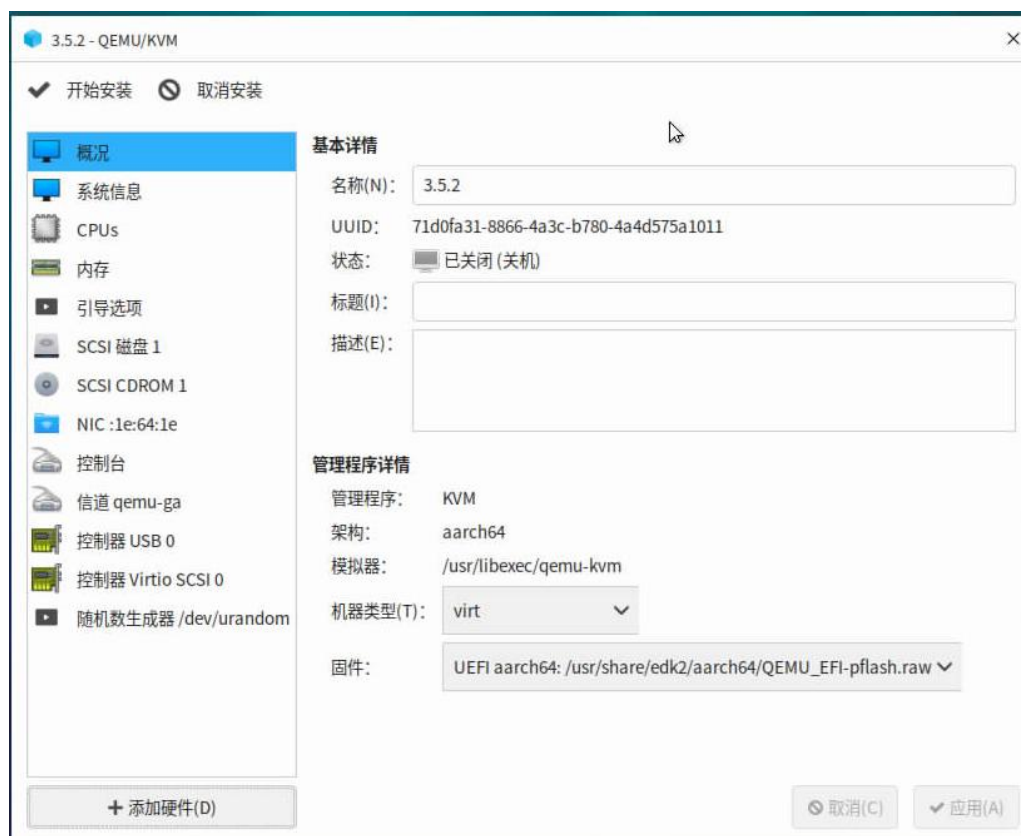 3.5.2 - QEMU/KVM
开始安装 取消安装
概况
系统信息
CPUs
内存
引导选项
SCSI 磁盘 1
SCSI CDROM 1
NIC :1e:64:1e
控制台
信道 qemu-ga
控制器 USB 0
控制器 Virtio SCSI 0
随机数生成器 /dev/urandom
添加硬件(D)
基本详情
名称(N): 3.5.2
UUID: 71d0fa31-8866-4a3c-b780-4a4d575a1011
状态: 已关闭 (关机)
标题(I):
描述(E):
管理程序详情
管理程序: KVM
架构: aarch64
模拟器: /usr/libexec/qemu-kvm
机器类型(T): virt
固件: UEFI aarch64: /usr/share/edk2/aarch64/QEMU_EFI-pflash.raw
取消(C) 应用(A)